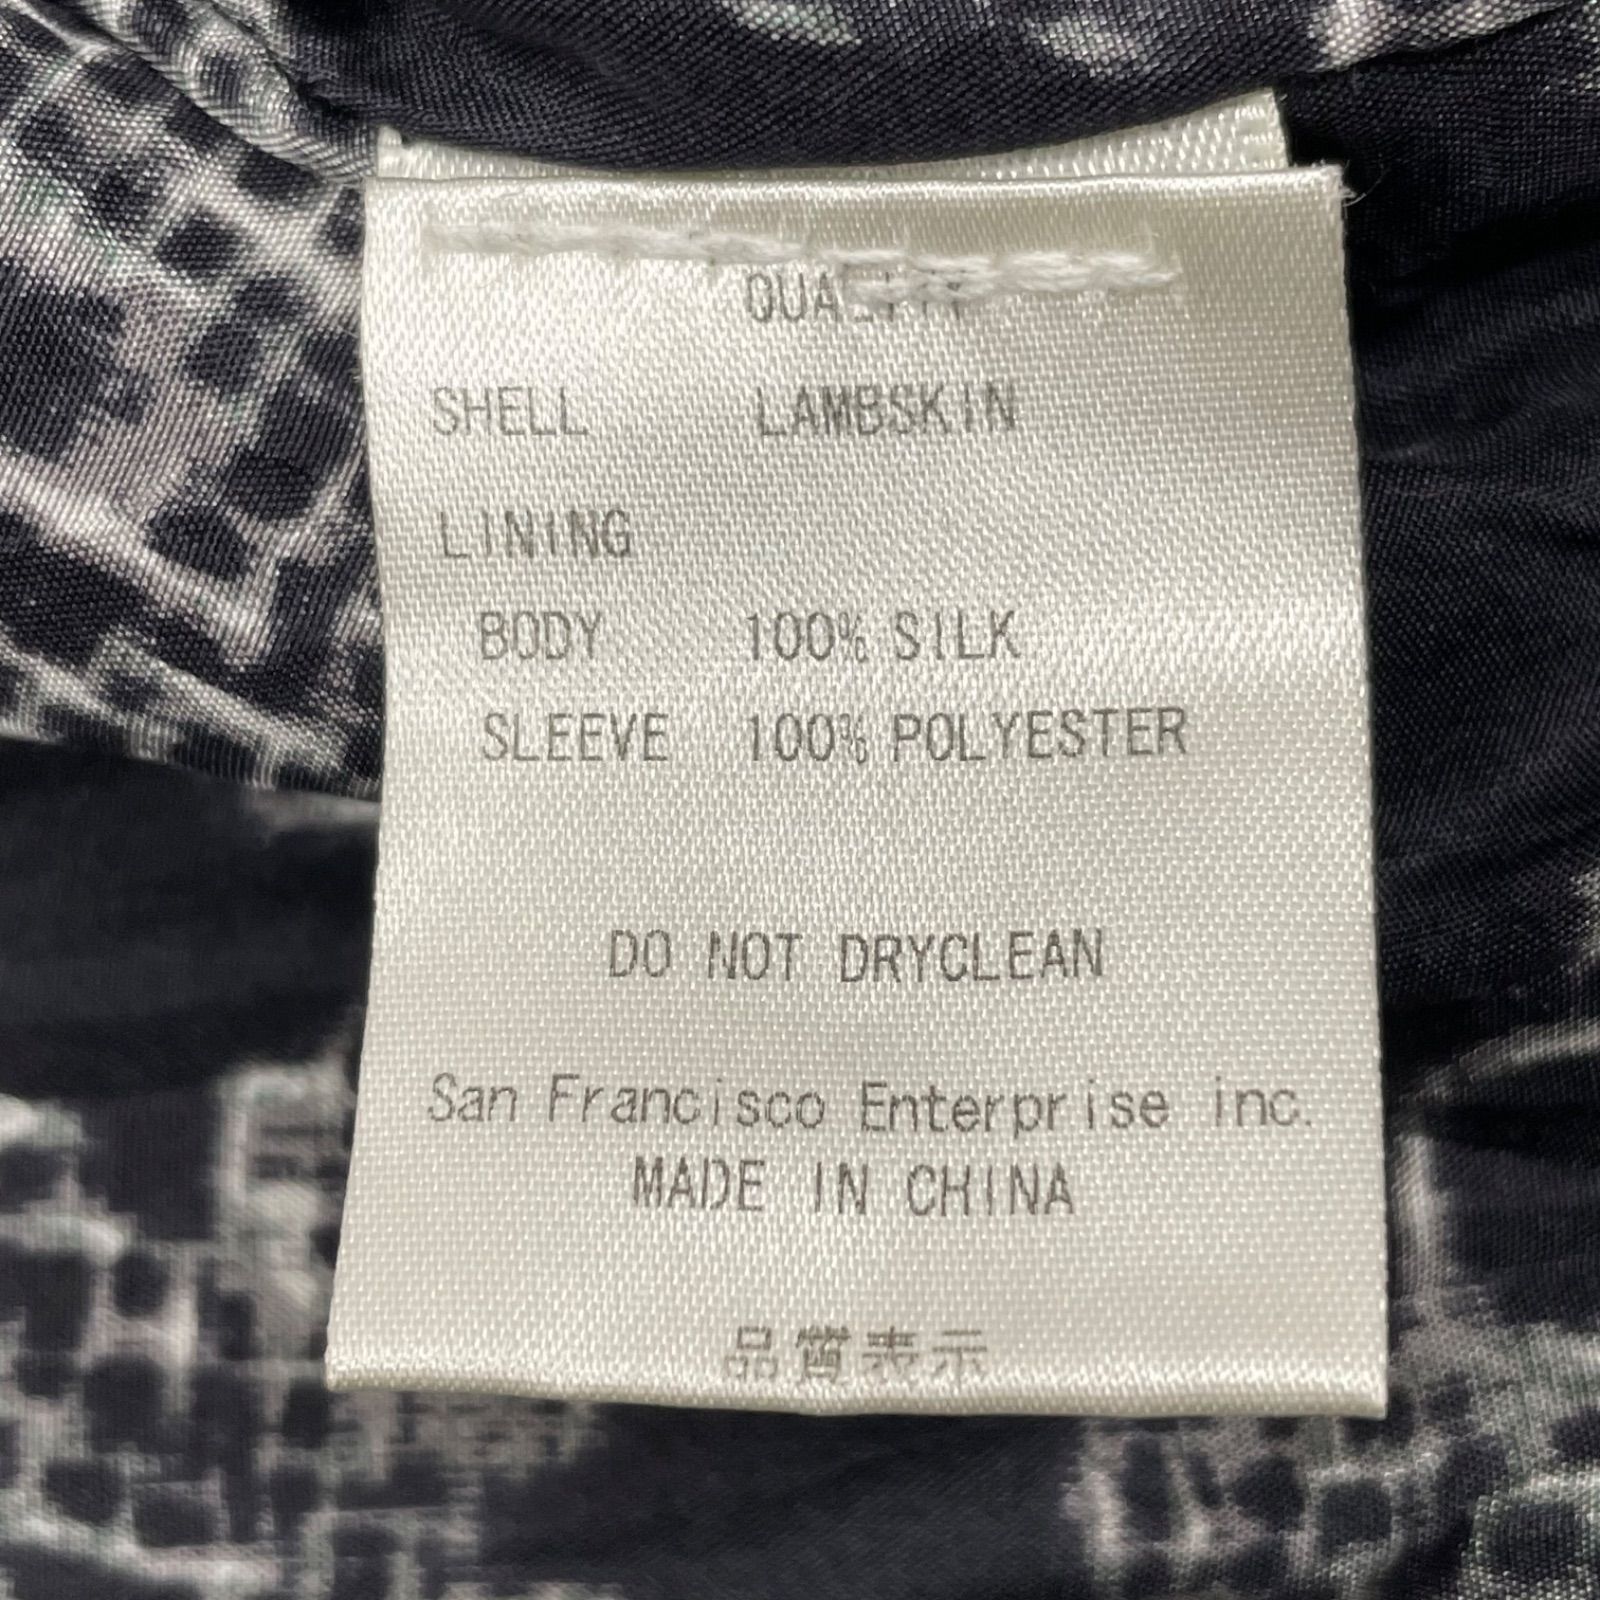 QUALITY
SHELL LAMBSKIN
LINING
BODY 100% SILK
SLEEVE 100% POLYESTER
DO NOT DRYCLEAN
San Francisco Enterprise inc.
MADE IN CHINA
品質表示